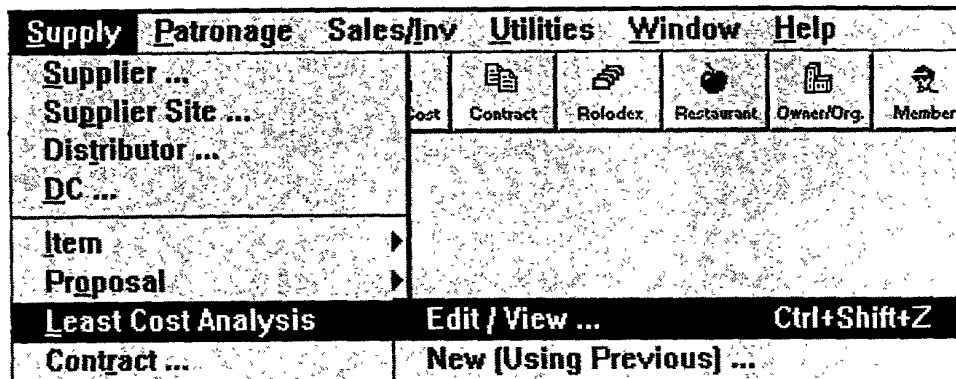 Supply Patronage Sales/Inv Utilities Window Help
Supplier ...
Supplier Site ...
Distributor ...
DC ...
Cost Contract Rolodex Restaurant Owner/Org. Member
Item
Proposal
Least Cost Analysis
Edit / View ... Ctrl+Shift+Z
Contract ...
New (Using Previous) ...